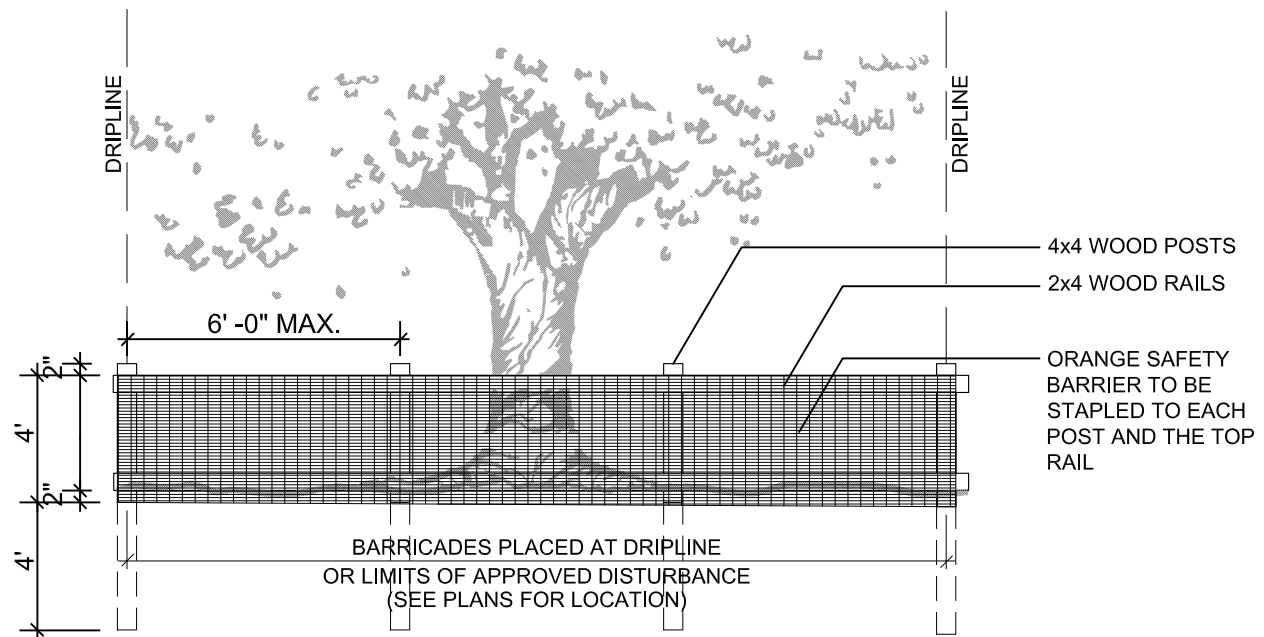 DRIPLINE
DRIPLINE
4x4 WOOD POSTS
2x4 WOOD RAILS
6' -0" MAX.
ORANGE SAFETY
BARRIER TO BE
STAPLED TO EACH
POST AND THE TOP
RAIL
2"
4'
2"
4'
BARRICADES PLACED AT DRIPLINE
OR LIMITS OF APPROVED DISTURBANCE
(SEE PLANS FOR LOCATION)